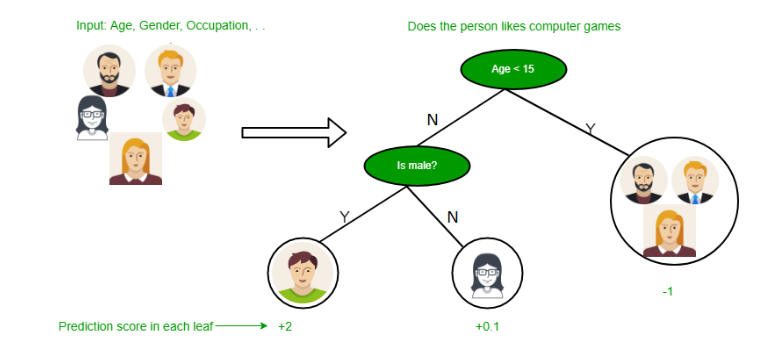 Input: Age, Gender, Occupation, . .
Does the person likes computer games
Age < 15
N
Y
Is male?
Y
N
-1
Prediction score in each leaf
+2
+0.1